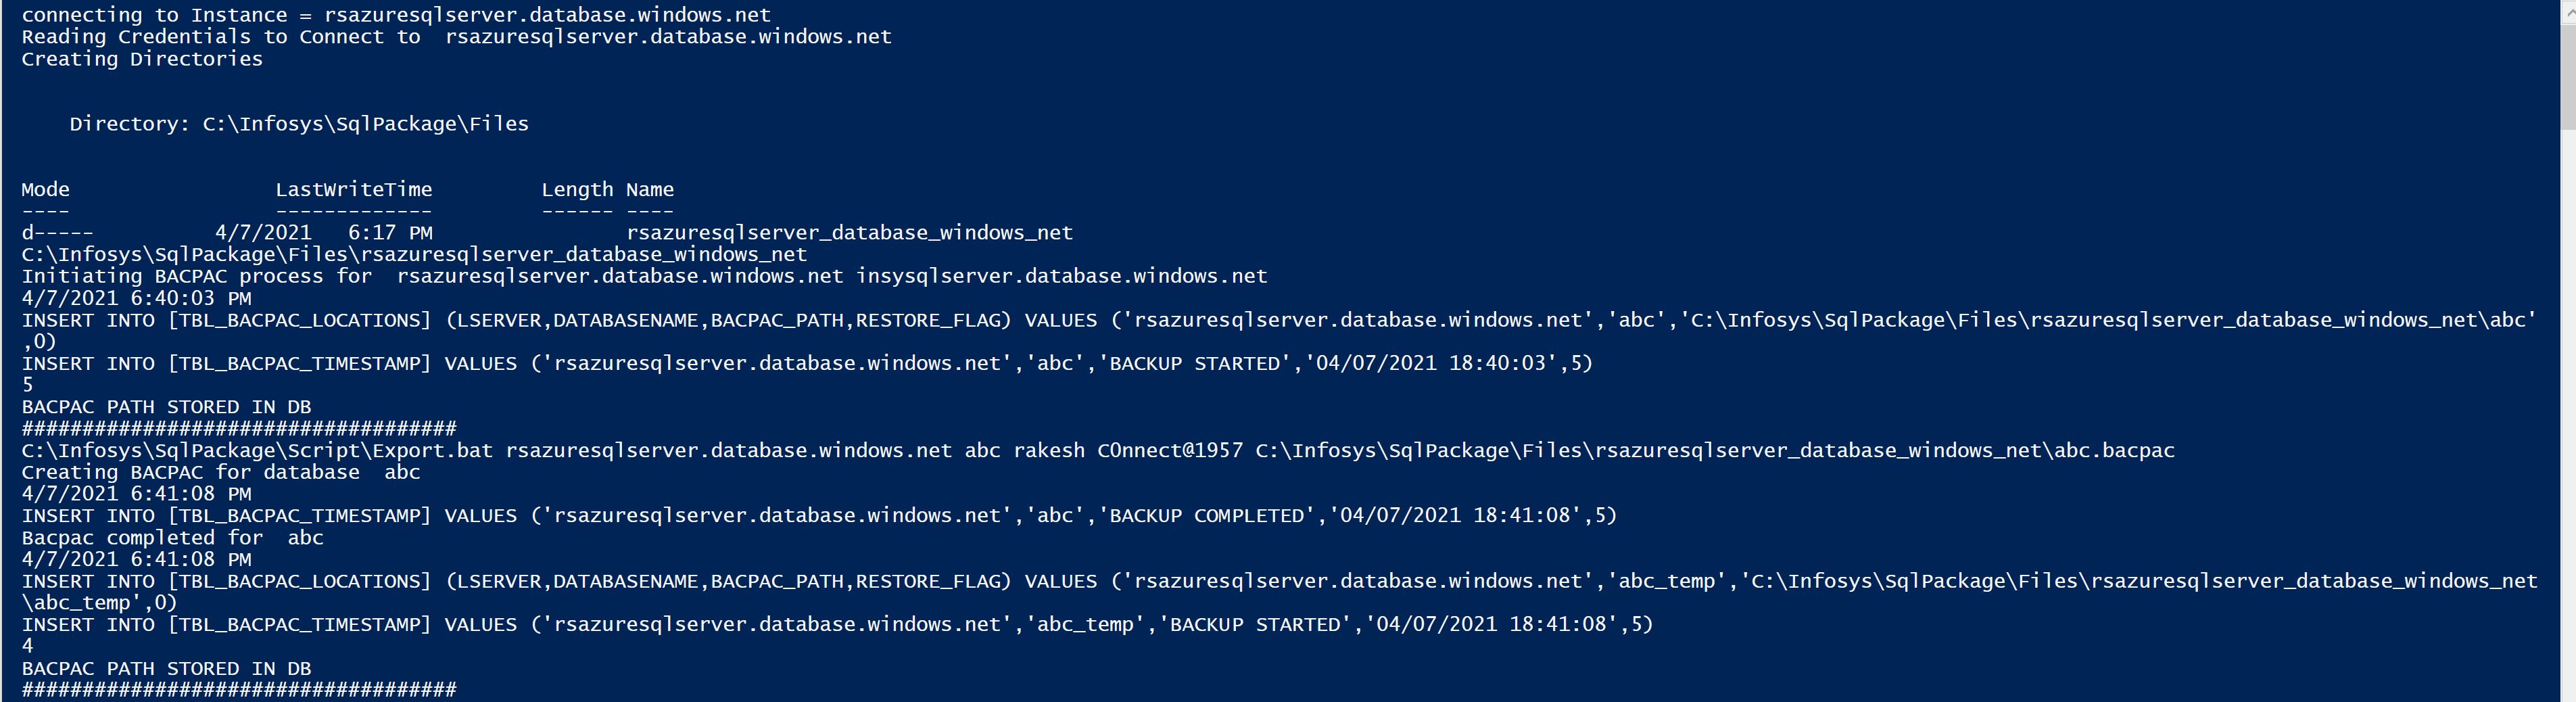 connecting to Instance = rsazuresqlserver.database.windows.net
Reading Credentials to Connect to  rsazuresqlserver.database.windows.net
Creating Directories
    Directory: C:\Infosys\SqlPackage\Files
Mode                 LastWriteTime         Length Name
----                 -------------         ------ ----
d-----          4/7/2021   6:17 PM                rsazuresqlserver_database_windows_net
C:\Infosys\SqlPackage\Files\rsazuresqlserver_database_windows_net
Initiating BACPAC process for  rsazuresqlserver.database.windows.net insysqlserver.database.windows.net
4/7/2021 6:40:03 PM
INSERT INTO [TBL_BACPAC_LOCATIONS] (LSERVER,DATABASENAME,BACPAC_PATH,RESTORE_FLAG) VALUES ('rsazuresqlserver.database.windows.net','abc','C:\Infosys\SqlPackage\Files\rsazuresqlserver_database_windows_net\abc'
,0)
INSERT INTO [TBL_BACPAC_TIMESTAMP] VALUES ('rsazuresqlserver.database.windows.net','abc','BACKUP STARTED','04/07/2021 18:40:03',5)
5
BACPAC PATH STORED IN DB
####################################
C:\Infosys\SqlPackage\Script\Export.bat rsazuresqlserver.database.windows.net abc rakesh C0nnect@1957 C:\Infosys\SqlPackage\Files\rsazuresqlserver_database_windows_net\abc.bacpac
Creating BACPAC for database  abc
4/7/2021 6:41:08 PM
INSERT INTO [TBL_BACPAC_TIMESTAMP] VALUES ('rsazuresqlserver.database.windows.net','abc','BACKUP COMPLETED','04/07/2021 18:41:08',5)
Bacpac completed for  abc
4/7/2021 6:41:08 PM
INSERT INTO [TBL_BACPAC_LOCATIONS] (LSERVER,DATABASENAME,BACPAC_PATH,RESTORE_FLAG) VALUES ('rsazuresqlserver.database.windows.net','abc_temp','C:\Infosys\SqlPackage\Files\rsazuresqlserver_database_windows_net
\abc_temp',0)
INSERT INTO [TBL_BACPAC_TIMESTAMP] VALUES ('rsazuresqlserver.database.windows.net','abc_temp','BACKUP STARTED','04/07/2021 18:41:08',5)
4
BACPAC PATH STORED IN DB
####################################